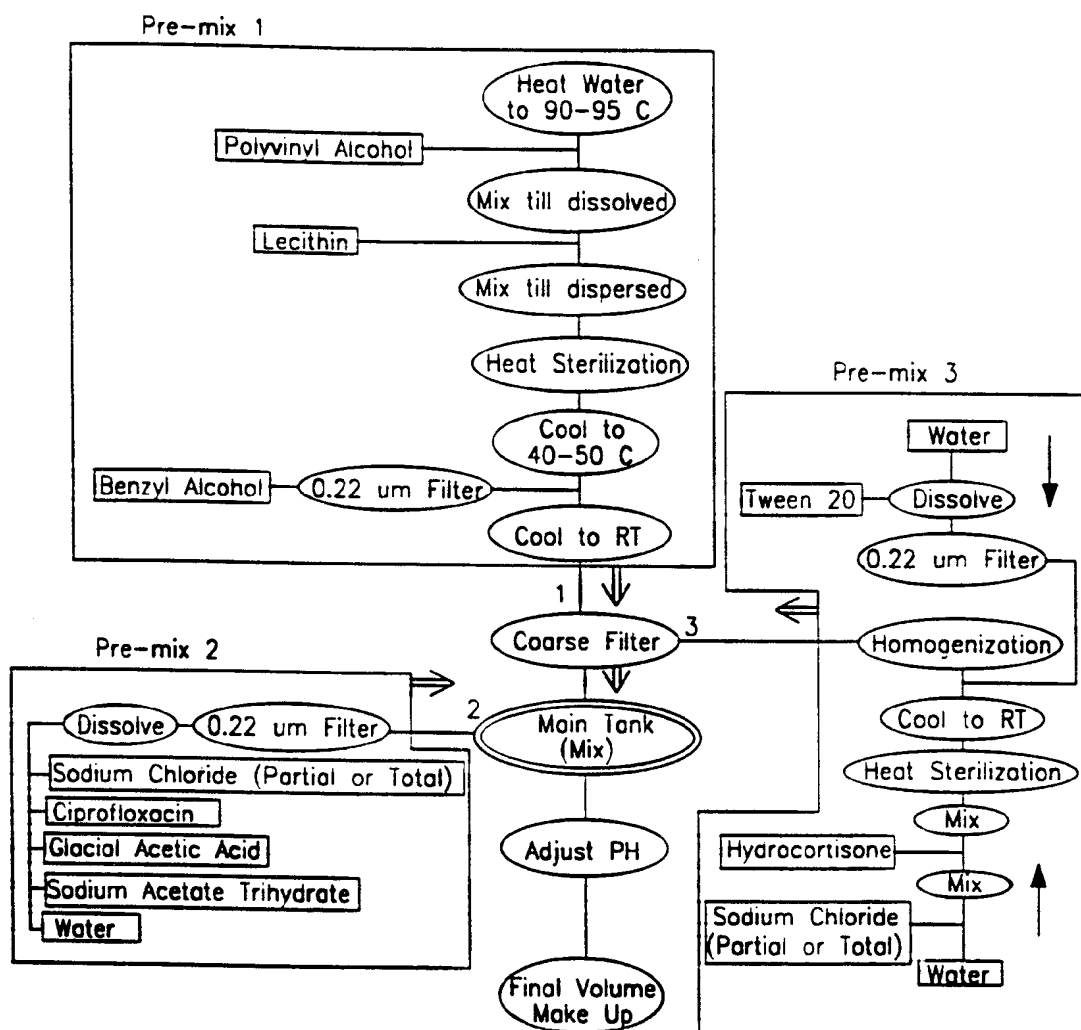 Pre-mix 1
Heat Water
to 90-95 C
Polyvinyl Alcohol
Mix till dissolved
Lecithin
Mix till dispersed
Heat Sterilization
Cool to
40-50 C
Benzyl Alcohol
0.22 um Filter
Cool to RT
1
Coarse Filter
3
Pre-mix 3
Water
Tween 20
Dissolve
0.22 um Filter
Homogenization
Cool to RT
Heat Sterilization
Mix
Hydrocortisone
Mix
Sodium Chloride
(Partial or Total)
Water
Pre-mix 2
Dissolve
0.22 um Filter
2
Sodium Chloride (Partial or Total)
Ciprofloxacin
Glacial Acetic Acid
Sodium Acetate Trihydrate
Water
Main Tank
(Mix)
Adjust PH
Final Volume
Make Up